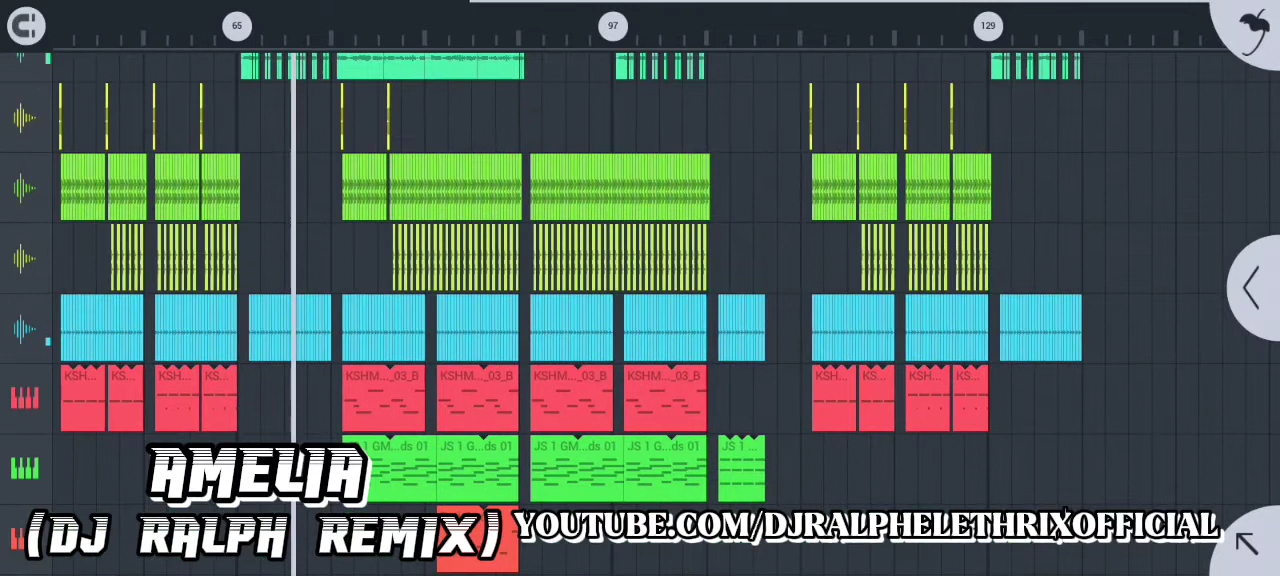 65 97 129
KSH... KS... KSH... KS... KSHM..._03_B KSHM..._03_B KSHM..._03_B KSHM..._03_B KSH... KS... KSH... KS...
1 GM...ds 01 JS 1 G...ds 01 JS 1 GM...ds 01 JS 1 G...ds 01 JS 1 ...
AMELIA
(DJ RALPH REMIX)
YOUTUBE.COM/DJRALPHELETHRIXOFFICIAL